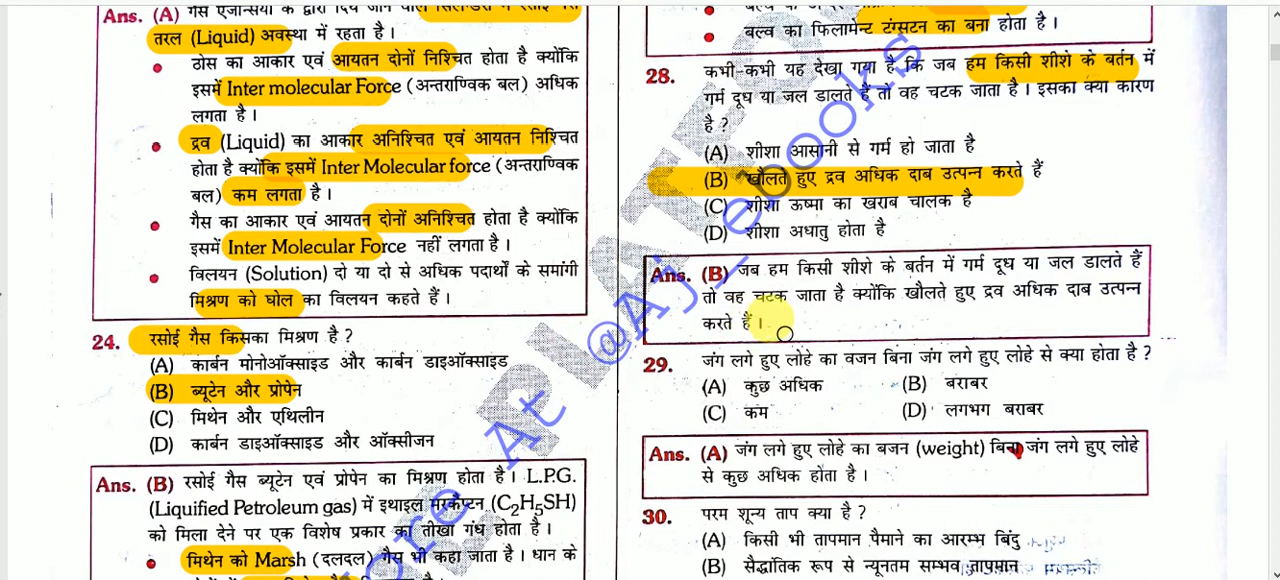 Ans. (A) गैस एजेन्सियों के द्वारा दिये जाने वाले
तरल (Liquid) अवस्था में रहता है।
• ठोस का आकार एवं आयतन दोनों निश्चित होता है क्योंकि
इसमें Inter molecular Force (अन्तराण्विक बल) अधिक
लगता है।
• द्रव (Liquid) का आकार अनिश्चित एवं आयतन निश्चित
होता है क्योंकि इसमें Inter Molecular force (अन्तराण्विक
बल) कम लगता है।
• गैस का आकार एवं आयतन दोनों अनिश्चित होता है क्योंकि
इसमें Inter Molecular Force नहीं लगता है।
• विलयन (Solution) दो या दो से अधिक पदार्थों के समांगी
मिश्रण को घोल का विलयन कहते हैं।
24. रसोई गैस किसका मिश्रण है ?
(A) कार्बन मोनोऑक्साइड और कार्बन डाइऑक्साइड
(B) ब्यूटेन और प्रोपेन
(C) मिथेन और एथिलीन
(D) कार्बन डाइऑक्साइड और ऑक्सीजन
Ans. (B) रसोई गैस ब्यूटेन एवं प्रोपेन का मिश्रण होता है। L.P.G.
(Liquified Petroleum gas) में इथाइल मरकैप्टन (C₂H₅SH)
को मिला देने पर एक विशेष प्रकार का तीखा गंध होता है।
• मिथेन को Marsh (दलदल) गैस भी कहा जाता है। धान के
• बल्ब का फिलामेन्ट टंगसटन का बना होता है।
28. कभी-कभी यह देखा गया है कि जब हम किसी शीशे के बर्तन में
गर्म दूध या जल डालते हैं तो वह चटक जाता है। इसका क्या कारण
है ?
(A) शीशा आसानी से गर्म हो जाता है
(B) खौलते हुए द्रव अधिक दाब उत्पन्न करते हैं
(C) शीशा ऊष्मा का खराब चालक है
(D) शीशा अधातु होता है
Ans. (B) जब हम किसी शीशे के बर्तन में गर्म दूध या जल डालते हैं
तो वह चटक जाता है क्योंकि खौलते हुए द्रव अधिक दाब उत्पन्न
करते हैं।
29. जंग लगे हुए लोहे का वजन बिना जंग लगे हुए लोहे से क्या होता है ?
(A) कुछ अधिक (B) बराबर
(C) कम (D) लगभग बराबर
Ans. (A) जंग लगे हुए लोहे का बजन (weight) बिना जंग लगे हुए लोहे
से कुछ अधिक होता है।
30. परम शून्य ताप क्या है ?
(A) किसी भी तापमान पैमाने का आरम्भ बिंदु
(B) सैद्धांतिक रूप से न्यूनतम सम्भव तापमान
ore At @Aj_ebooks